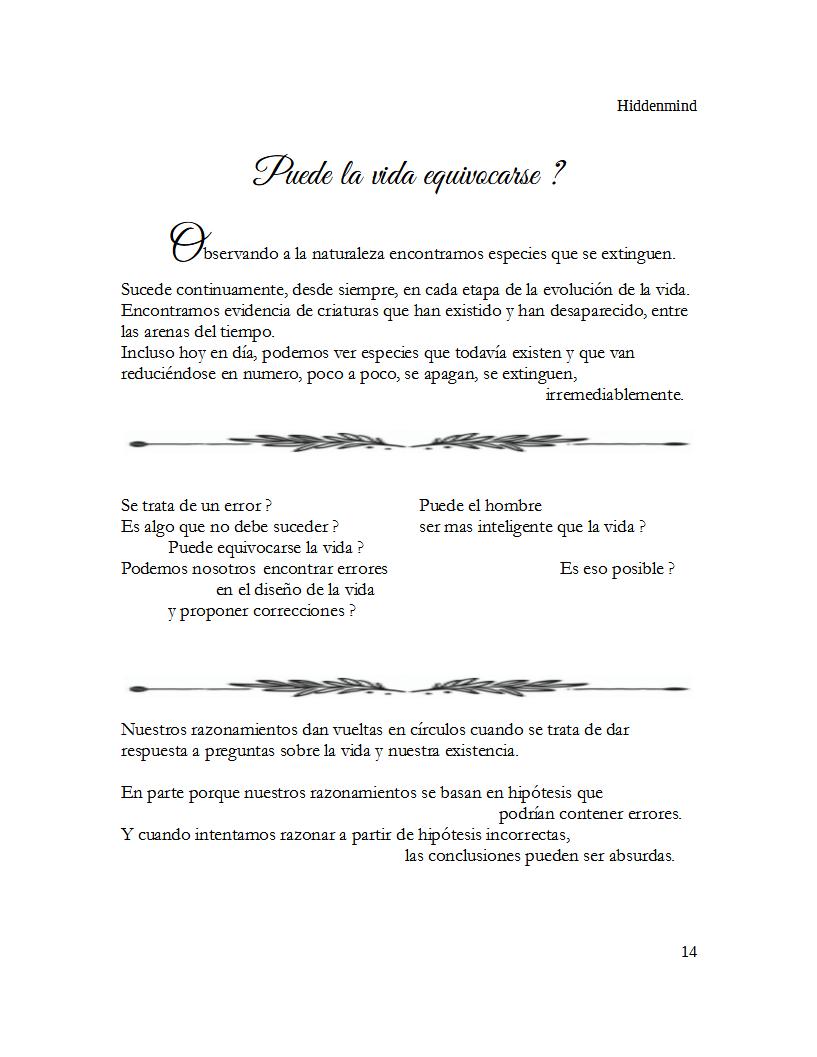 Hiddenmind
Puede la vida equivocarse ?
Observando a la naturaleza encontramos especies que se extinguen.
Sucede continuamente, desde siempre, en cada etapa de la evolución de la vida.
Encontramos evidencia de criaturas que han existido y han desaparecido, entre
las arenas del tiempo.
Incluso hoy en día, podemos ver especies que todavía existen y que van
reduciéndose en numero, poco a poco, se apagan, se extinguen,
irremediablemente.
Se trata de un error ?
Es algo que no debe suceder ?
Puede equivocarse la vida ?
Podemos nosotros encontrar errores
en el diseño de la vida
y proponer correcciones ?
Puede el hombre
ser mas inteligente que la vida ?
Es eso posible ?
Nuestros razonamientos dan vueltas en círculos cuando se trata de dar
respuesta a preguntas sobre la vida y nuestra existencia.
En parte porque nuestros razonamientos se basan en hipótesis que
podrían contener errores.
Y cuando intentamos razonar a partir de hipótesis incorrectas,
las conclusiones pueden ser absurdas.
14